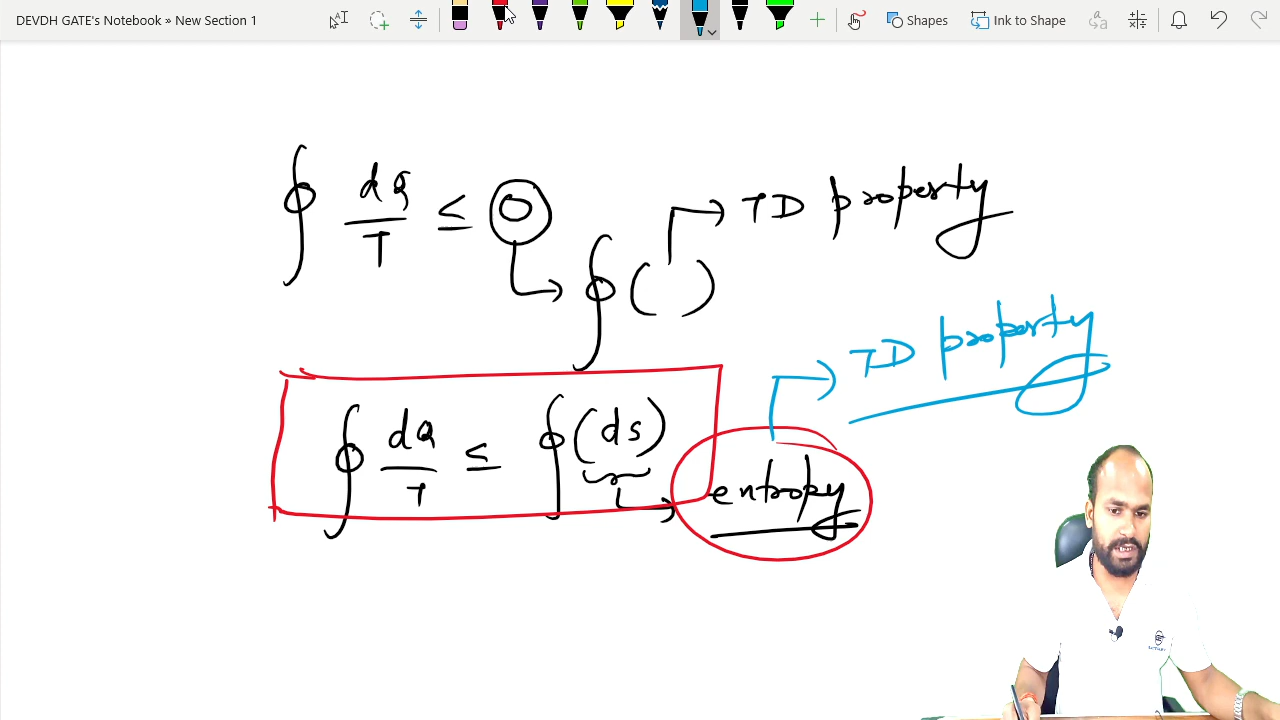 DEVDH GATE's Notebook » New Section 1
Shapes
Ink to Shape
∮ dQ/T ≤ 0
∮ ( )
TD property
TD property
∮ dQ/T ≤ ∮ (ds)
entropy